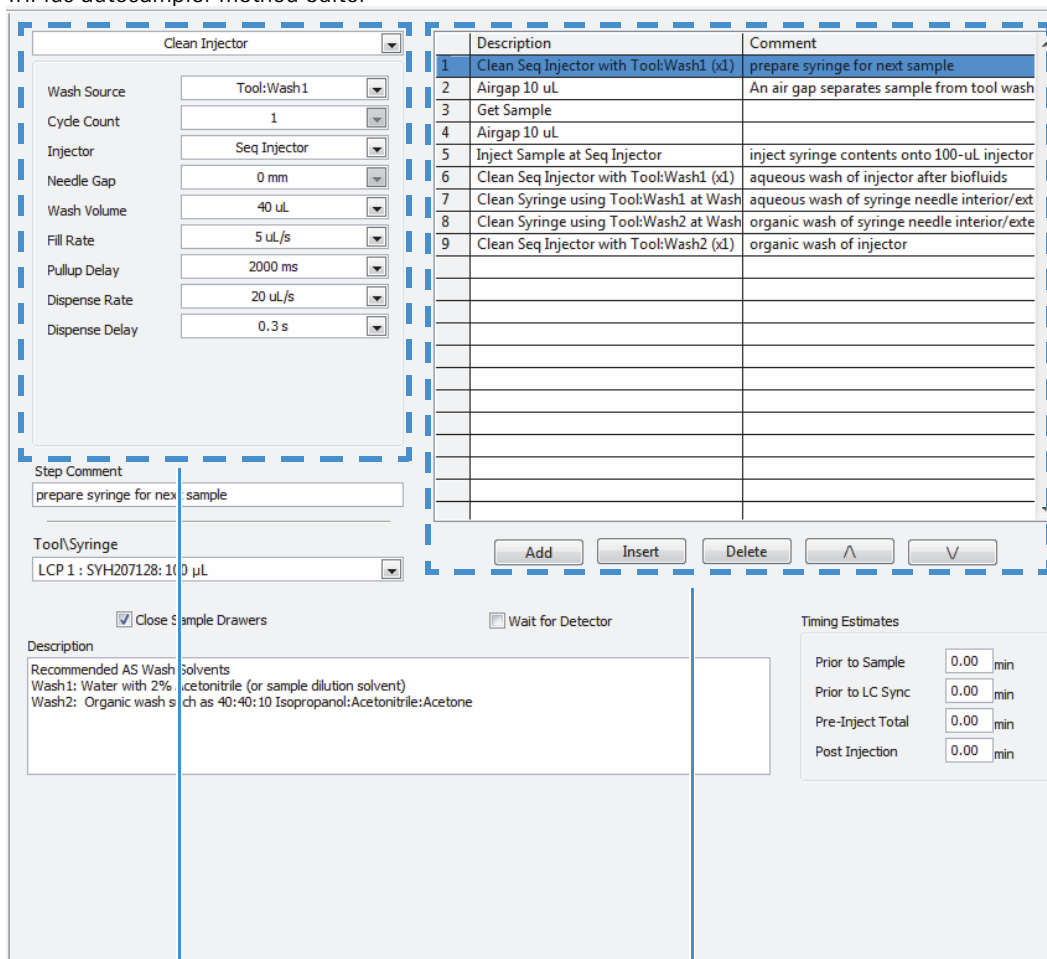 Clean Injector
Wash Source Tool:Wash1
Cycle Count 1
Injector Seq Injector
Needle Gap 0 mm
Wash Volume 40 uL
Fill Rate 5 uL/s
Pullup Delay 2000 ms
Dispense Rate 20 uL/s
Dispense Delay 0.3 s
Step Comment
prepare syringe for next sample
Tool\Syringe
LCP 1 : SYH207128: 100 µL
Description Comment
1 Clean Seq Injector with Tool:Wash1 (x1) prepare syringe for next sample
2 Airgap 10 uL An air gap separates sample from tool wash
3 Get Sample
4 Airgap 10 uL
5 Inject Sample at Seq Injector inject syringe contents onto 100-uL injector
6 Clean Seq Injector with Tool:Wash1 (x1) aqueous wash of injector after biofluids
7 Clean Syringe using Tool:Wash1 at Wash aqueous wash of syringe needle interior/ext
8 Clean Syringe using Tool:Wash2 at Wash organic wash of syringe needle interior/exte
9 Clean Seq Injector with Tool:Wash2 (x1) organic wash of injector
Add Insert Delete /\ \/
Close Sample Drawers Wait for Detector
Description
Recommended AS Wash Solvents
Wash1: Water with 2% Acetonitrile (or sample dilution solvent)
Wash2: Organic wash such as 40:40:10 Isopropanol:Acetonitrile:Acetone
Timing Estimates
Prior to Sample 0.00 min
Prior to LC Sync 0.00 min
Pre-Inject Total 0.00 min
Post Injection 0.00 min